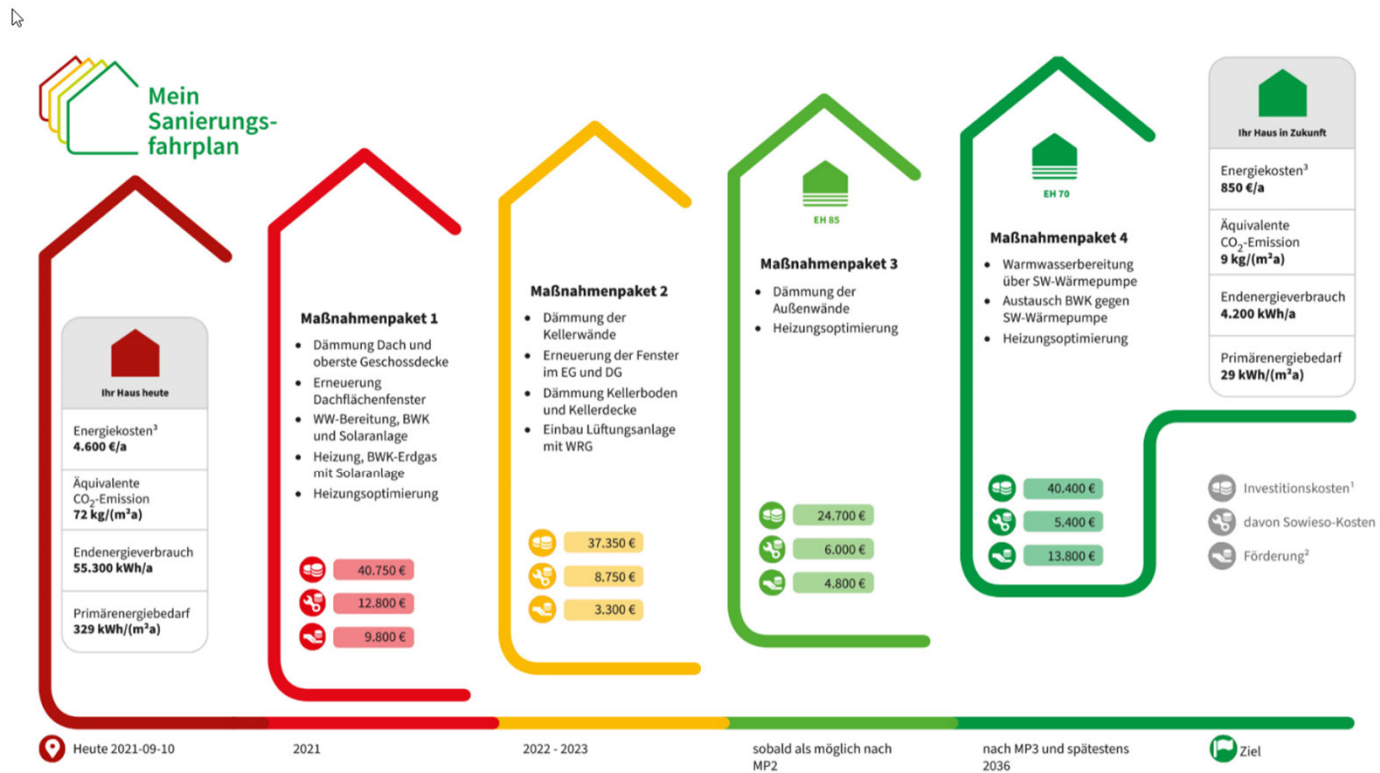 Mein
Sanierungs-
fahrplan
Ihr Haus heute
Energiekosten³
4.600 €/a
Äquivalente
CO₂-Emission
72 kg/(m²a)
Endenergieverbrauch
55.300 kWh/a
Primärenergiebedarf
329 kWh/(m²a)
Maßnahmenpaket 1
• Dämmung Dach und
oberste Geschossdecke
• Erneuerung
Dachflächenfenster
• WW-Bereitung, BWK
und Solaranlage
• Heizung, BWK-Erdgas
mit Solaranlage
• Heizungsoptimierung
40.750 €
12.800 €
9.800 €
Maßnahmenpaket 2
• Dämmung der
Kellerwände
• Erneuerung der Fenster
im EG und DG
• Dämmung Kellerboden
und Kellerdecke
• Einbau Lüftungsanlage
mit WRG
37.350 €
8.750 €
3.300 €
EH 85
Maßnahmenpaket 3
• Dämmung der
Außenwände
• Heizungsoptimierung
24.700 €
6.000 €
4.800 €
EH 70
Maßnahmenpaket 4
• Warmwasserbereitung
über SW-Wärmepumpe
• Austausch BWK gegen
SW-Wärmepumpe
• Heizungsoptimierung
40.400 €
5.400 €
13.800 €
Ihr Haus in Zukunft
Energiekosten³
850 €/a
Äquivalente
CO₂-Emission
9 kg/(m²a)
Endenergieverbrauch
4.200 kWh/a
Primärenergiebedarf
29 kWh/(m²a)
Investitionskosten¹
davon Sowieso-Kosten
Förderung²
Heute 2021-09-10
2021
2022 - 2023
sobald als möglich nach
MP2
nach MP3 und spätestens
2036
Ziel